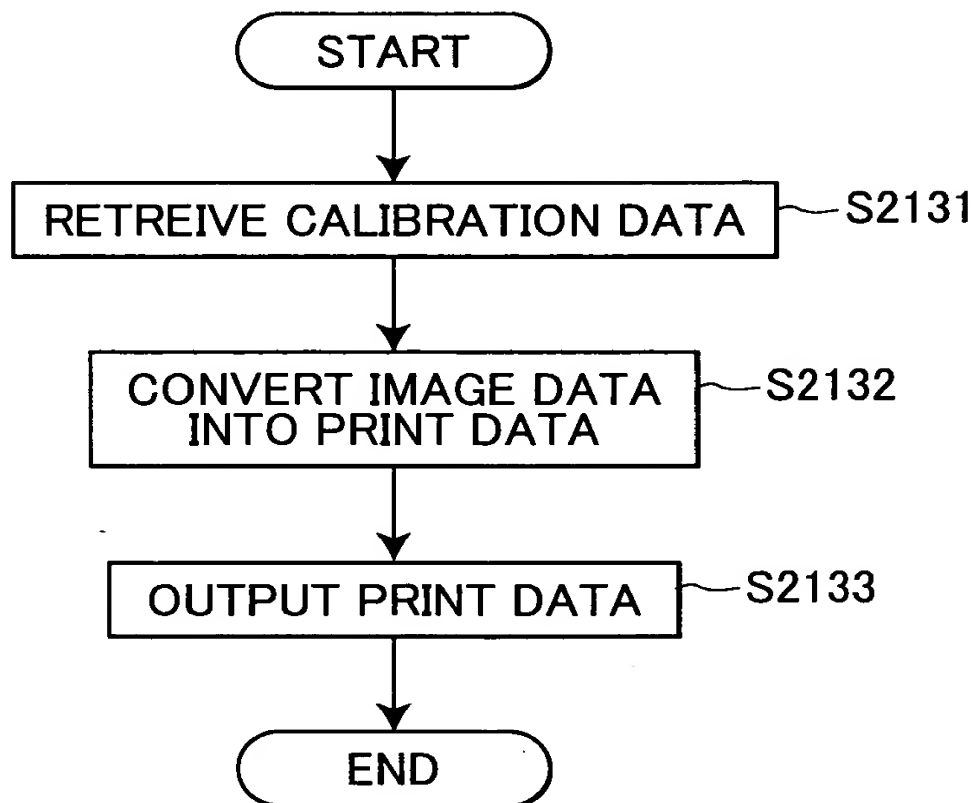 START
RETREIVE CALIBRATION DATA
S2131
CONVERT IMAGE DATA
INTO PRINT DATA
S2132
OUTPUT PRINT DATA
S2133
END